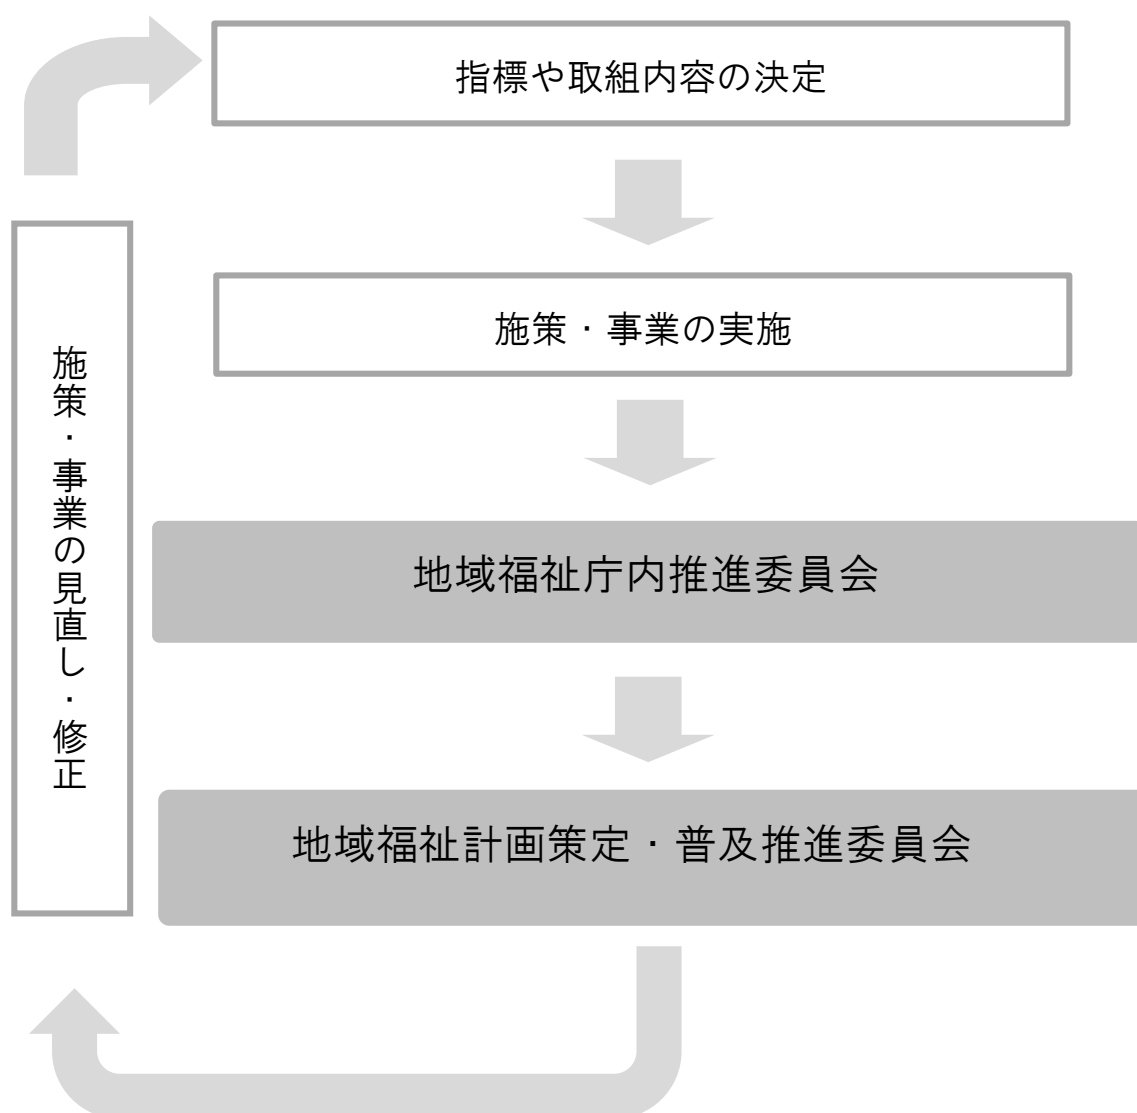 指標や取組内容の決定
施策・事業の実施
地域福祉庁内推進委員会
地域福祉計画策定・普及推進委員会
施策・事業の見直し・修正